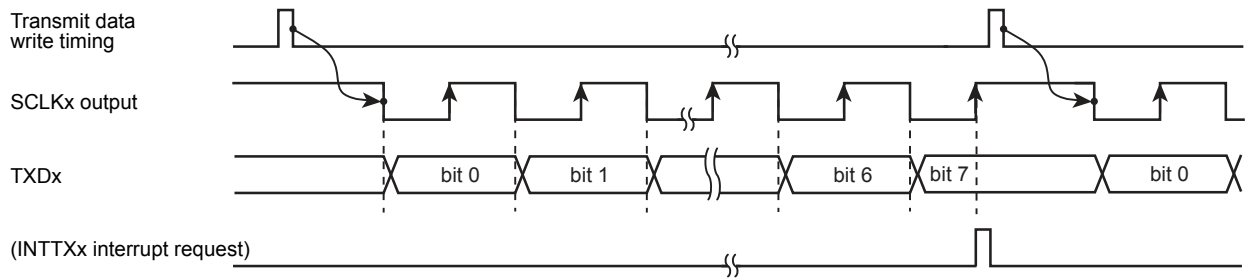 Transmit data
write timing
SCLKx output
TXDx
bit 0
bit 1
bit 6
bit 7
bit 0
(INTTXx interrupt request)